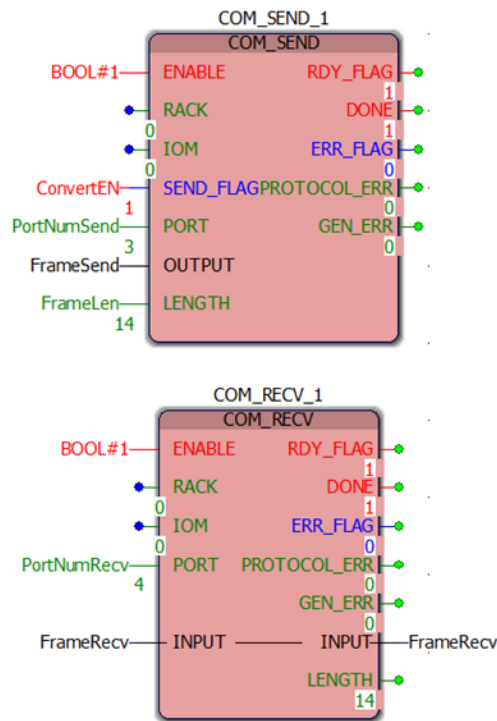 COM_SEND_1
COM_SEND
BOOL#1 ENABLE RDY_FLAG
1
RACK DONE
0 1
IOM ERR_FLAG
0 0
ConvertEN SEND_FLAG PROTOCOL_ERR
1 0
PortNumSend PORT GEN_ERR
3 0
FrameSend OUTPUT
FrameLen LENGTH
14
COM_RECV_1
COM_RECV
BOOL#1 ENABLE RDY_FLAG
1
RACK DONE
0 1
IOM ERR_FLAG
0 0
PortNumRecv PORT PROTOCOL_ERR
4 0
GEN_ERR
0
FrameRecv INPUT INPUT FrameRecv
LENGTH
14